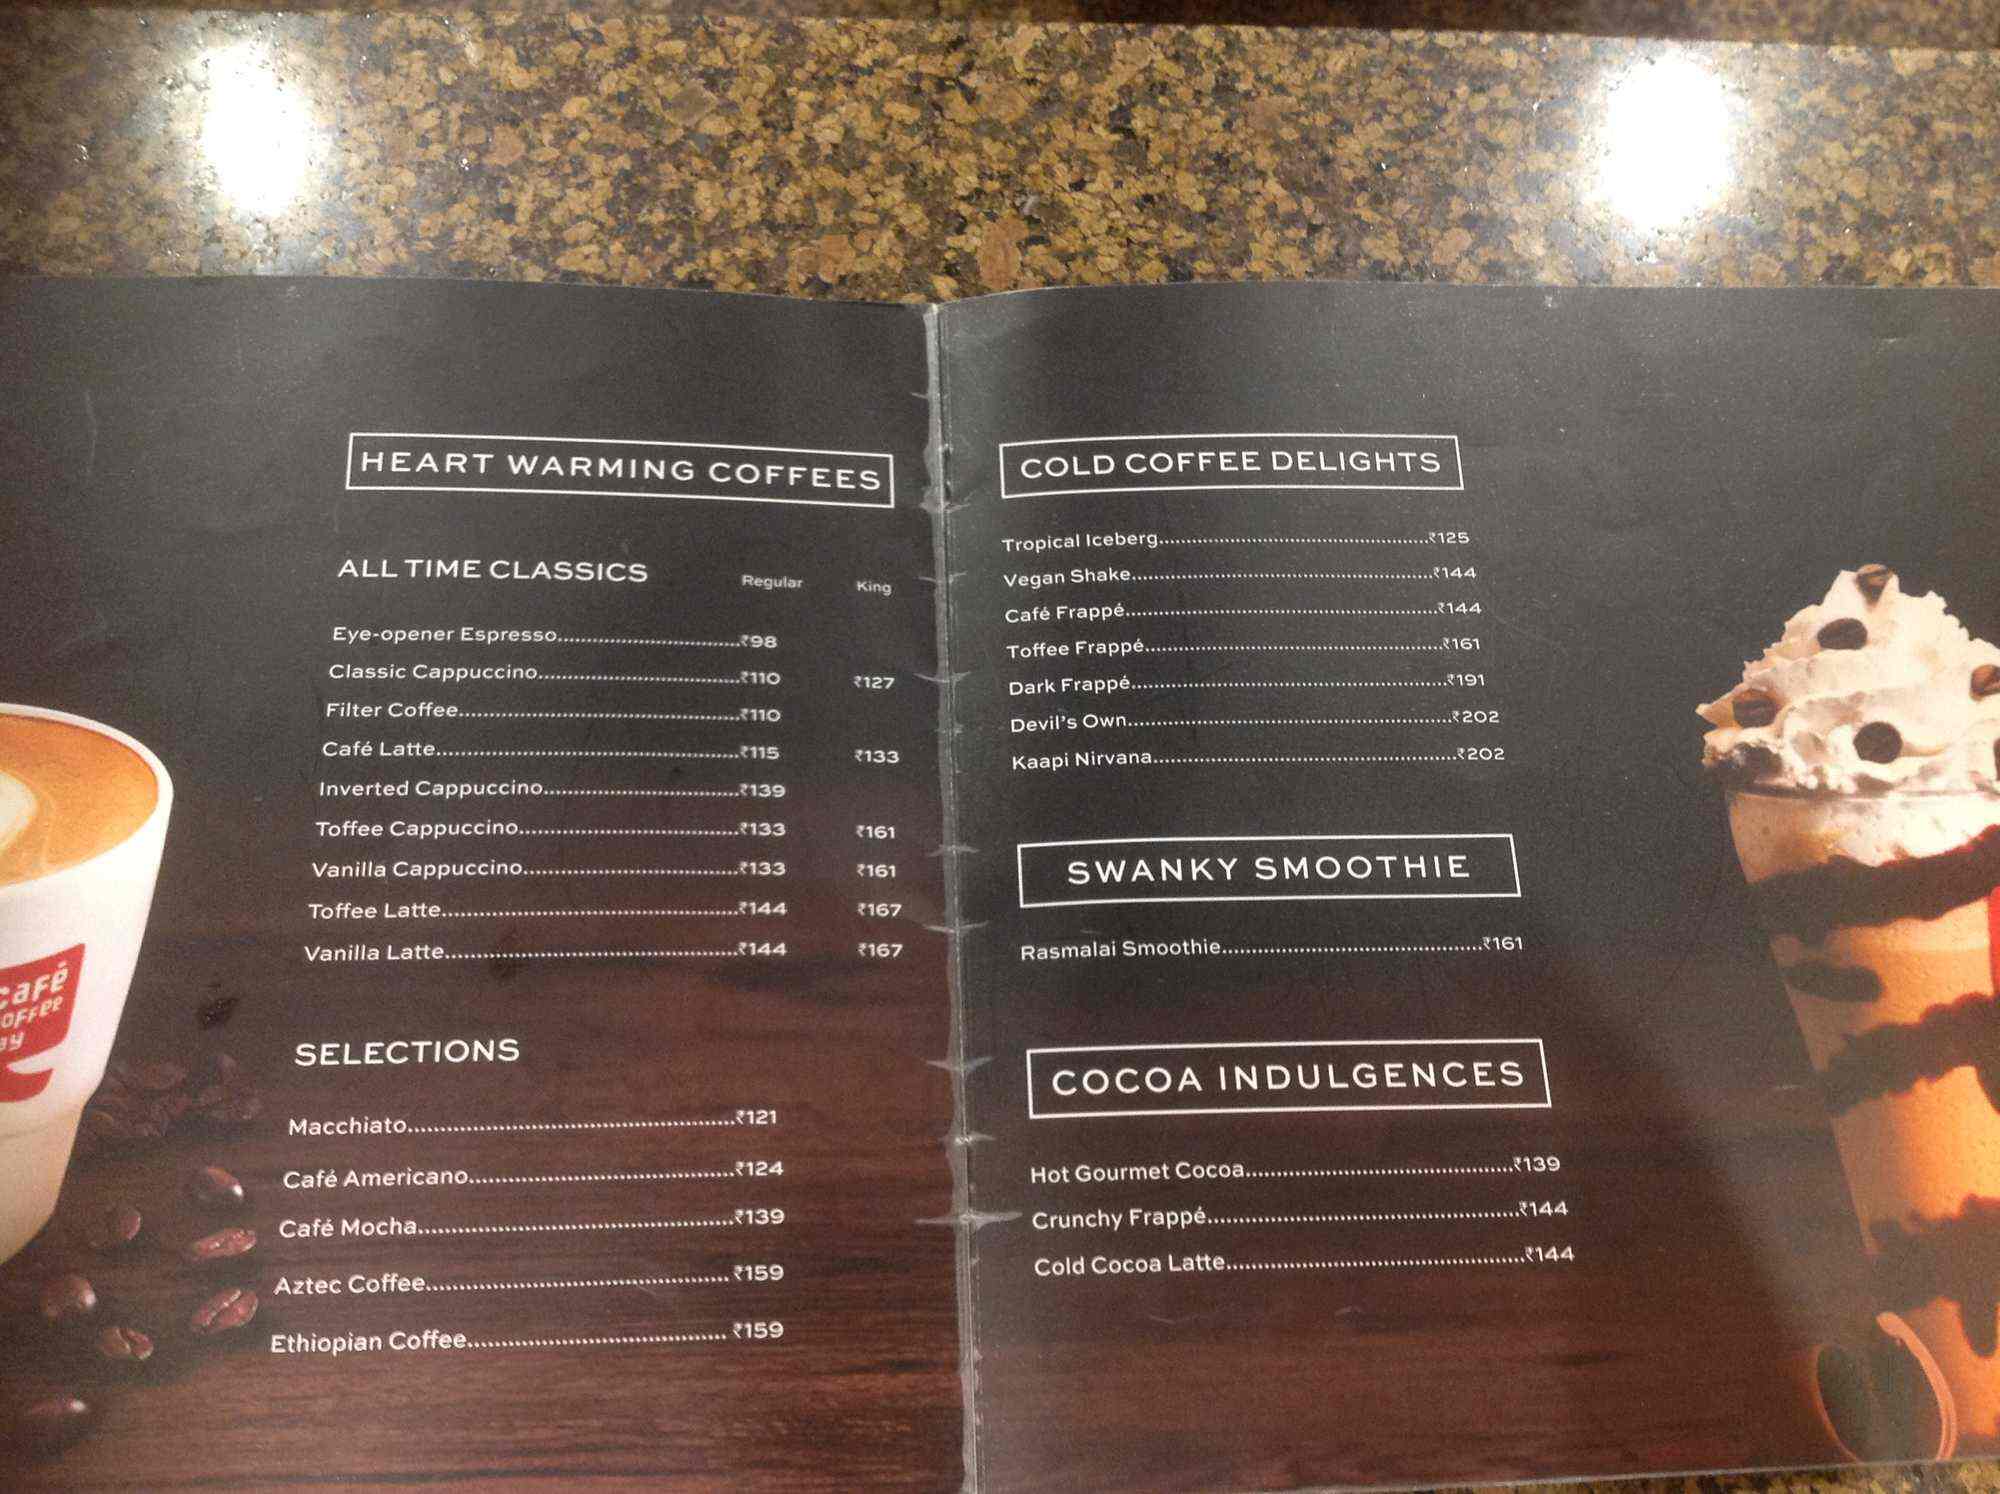 HEART WARMING COFFEES
ALL TIME CLASSICS Regular King
Eye-opener Espresso ₹98
Classic Cappuccino ₹110 ₹127
Filter Coffee ₹110
Café Latte ₹115 ₹133
Inverted Cappuccino ₹139
Toffee Cappuccino ₹133 ₹161
Vanilla Cappuccino ₹133 ₹161
Toffee Latte ₹144 ₹167
Vanilla Latte ₹144 ₹167
SELECTIONS
Macchiato ₹121
Café Americano ₹124
Café Mocha ₹139
Aztec Coffee ₹159
Ethiopian Coffee ₹159
COLD COFFEE DELIGHTS
Tropical Iceberg ₹125
Vegan Shake ₹144
Café Frappé ₹144
Toffee Frappé ₹161
Dark Frappé ₹191
Devil's Own ₹202
Kaapi Nirvana ₹202
SWANKY SMOOTHIE
Rasmalai Smoothie ₹161
COCOA INDULGENCES
Hot Gourmet Cocoa ₹139
Crunchy Frappé ₹144
Cold Cocoa Latte ₹144